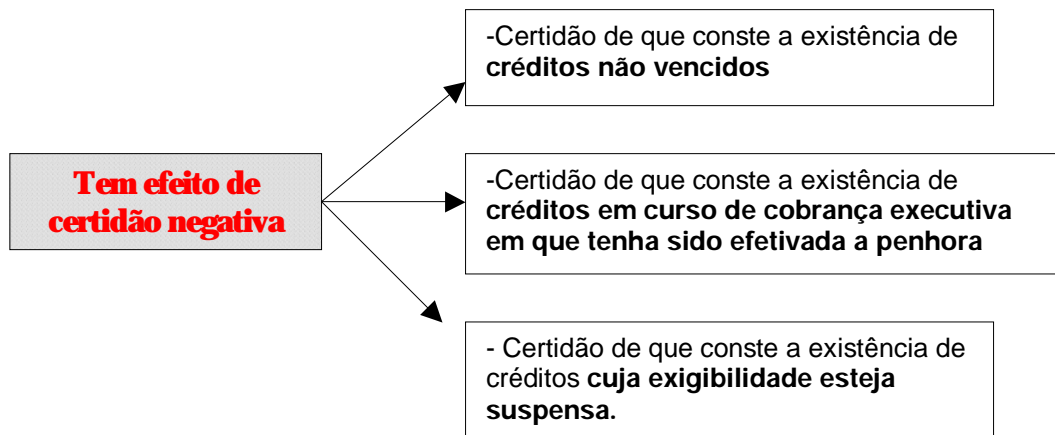 -Certidão de que conste a existência de
créditos não vencidos
Tem efeito de
certidão negativa
-Certidão de que conste a existência de
créditos em curso de cobrança executiva
em que tenha sido efetivada a penhora
- Certidão de que conste a existência de
créditos cuja exigibilidade esteja
suspensa.